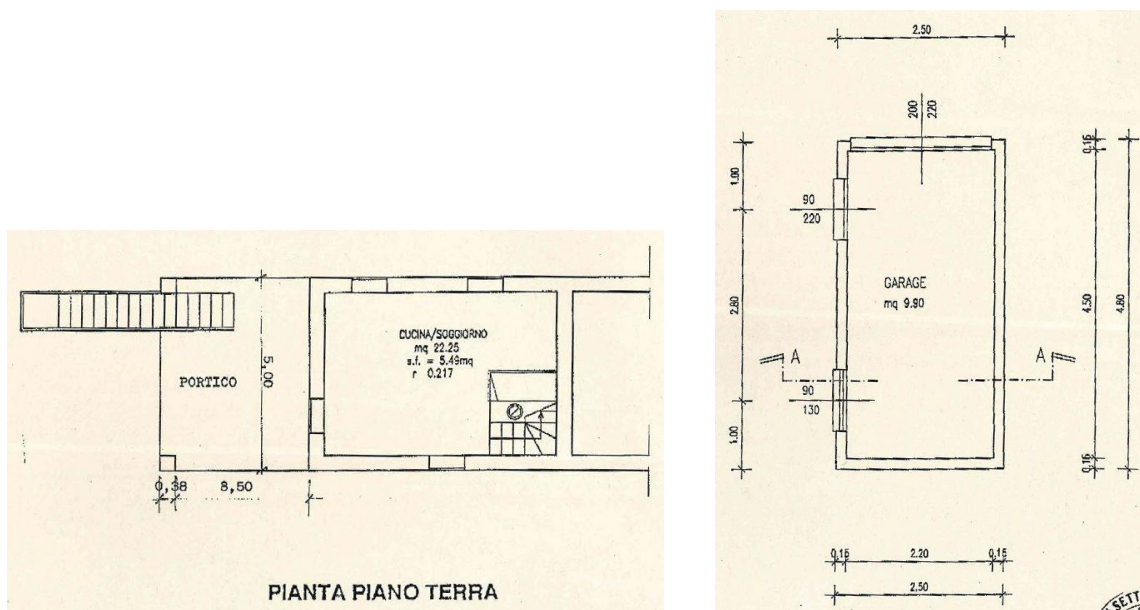 CUCINA/SOGGIORNO
mq 22.25
s.f. = 5.49mq
r 0.217
PORTICO
5,00
0,38
8,50
PIANTA PIANO TERRA
2.50
200
220
0.15
1.00
90
220
GARAGE
mq 9.90
2.80
4.50
4.80
A
A
90
130
1.00
0.15
0.15
2.20
0.15
2.50
SETT